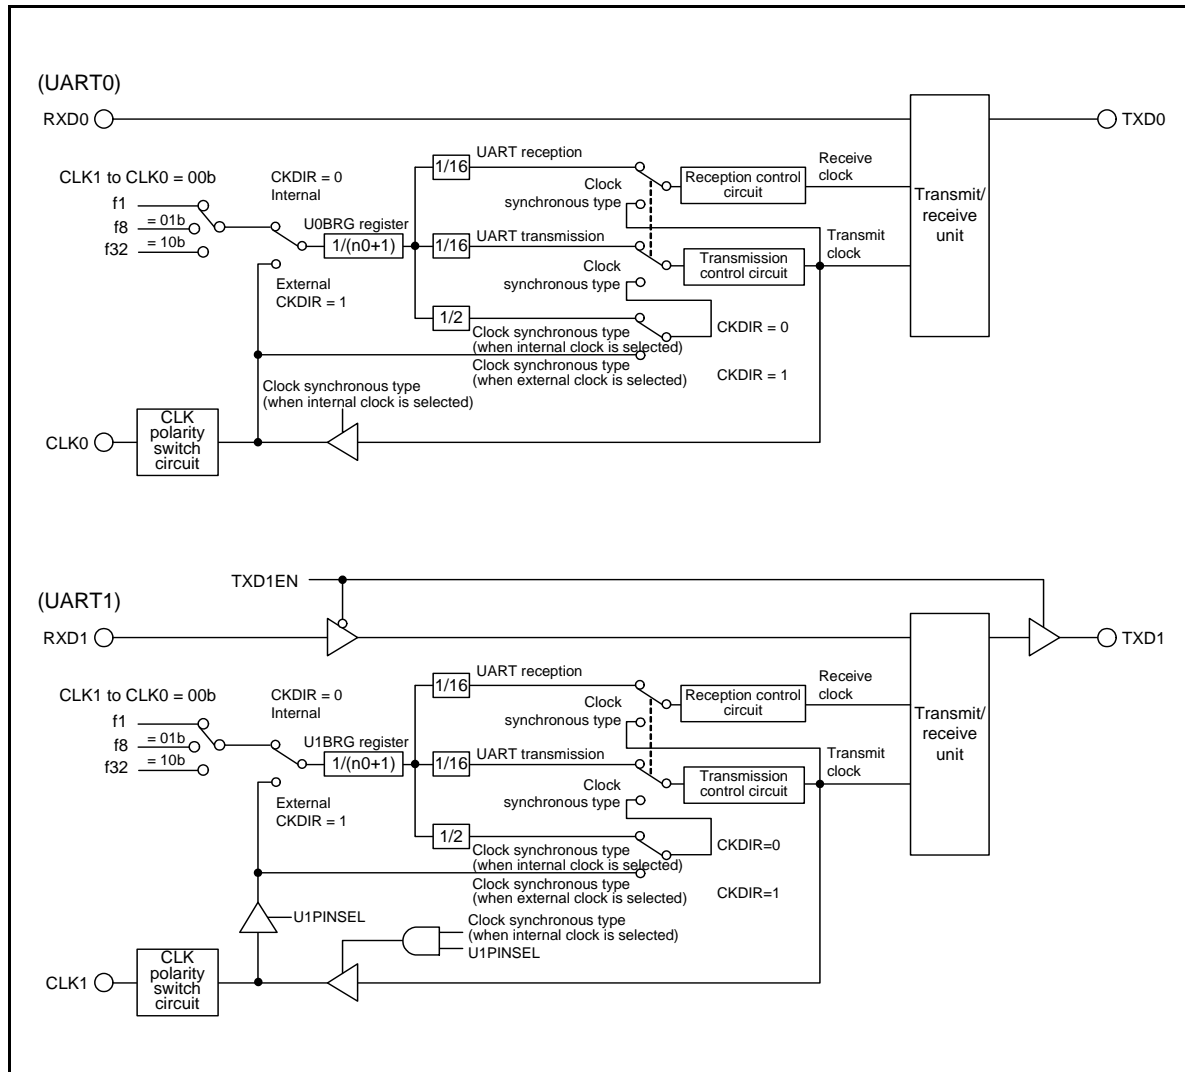 (UART0)
RXD0
TXD0
CLK1 to CLK0 = 00b
f1
f8
= 01b
f32
= 10b
CKDIR = 0
Internal
External
CKDIR = 1
U0BRG register
1/(n0+1)
1/16
UART reception
1/16
UART transmission
1/2
Clock
synchronous type
Clock
synchronous type
Clock synchronous type
(when internal clock is selected)
Clock synchronous type
(when external clock is selected)
CKDIR = 0
CKDIR = 1
Reception control
circuit
Receive
clock
Transmission
control circuit
Transmit
clock
Transmit/
receive
unit
Clock synchronous type
(when internal clock is selected)
CLK0
CLK
polarity
switch
circuit
TXD1EN
(UART1)
RXD1
TXD1
CLK1 to CLK0 = 00b
f1
f8
= 01b
f32
= 10b
CKDIR = 0
Internal
External
CKDIR = 1
U1BRG register
1/(n0+1)
1/16
UART reception
1/16
UART transmission
1/2
Clock
synchronous type
Clock
synchronous type
Clock synchronous type
(when internal clock is selected)
Clock synchronous type
(when external clock is selected)
CKDIR=0
CKDIR=1
Reception control
circuit
Receive
clock
Transmission
control circuit
Transmit
clock
Transmit/
receive
unit
U1PINSEL
Clock synchronous type
(when internal clock is selected)
U1PINSEL
CLK1
CLK
polarity
switch
circuit